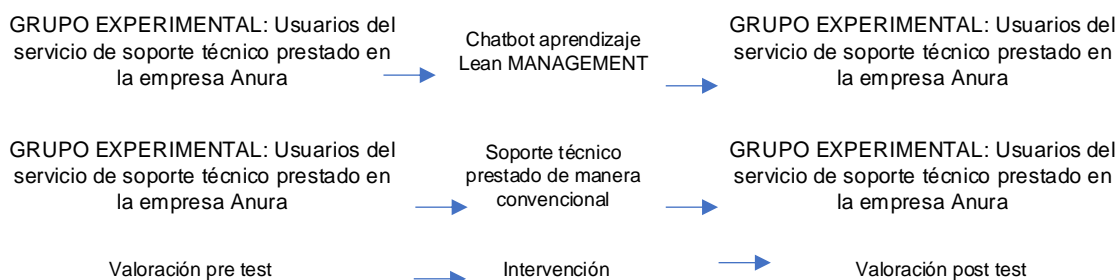 GRUPO EXPERIMENTAL: Usuarios del
servicio de soporte técnico prestado en
la empresa Anura
Chatbot aprendizaje
Lean MANAGEMENT
GRUPO EXPERIMENTAL: Usuarios del
servicio de soporte técnico prestado en
la empresa Anura
GRUPO EXPERIMENTAL: Usuarios del
servicio de soporte técnico prestado en
la empresa Anura
Soporte técnico
prestado de manera
convencional
GRUPO EXPERIMENTAL: Usuarios del
servicio de soporte técnico prestado en
la empresa Anura
Valoración pre test
Intervención
Valoración post test